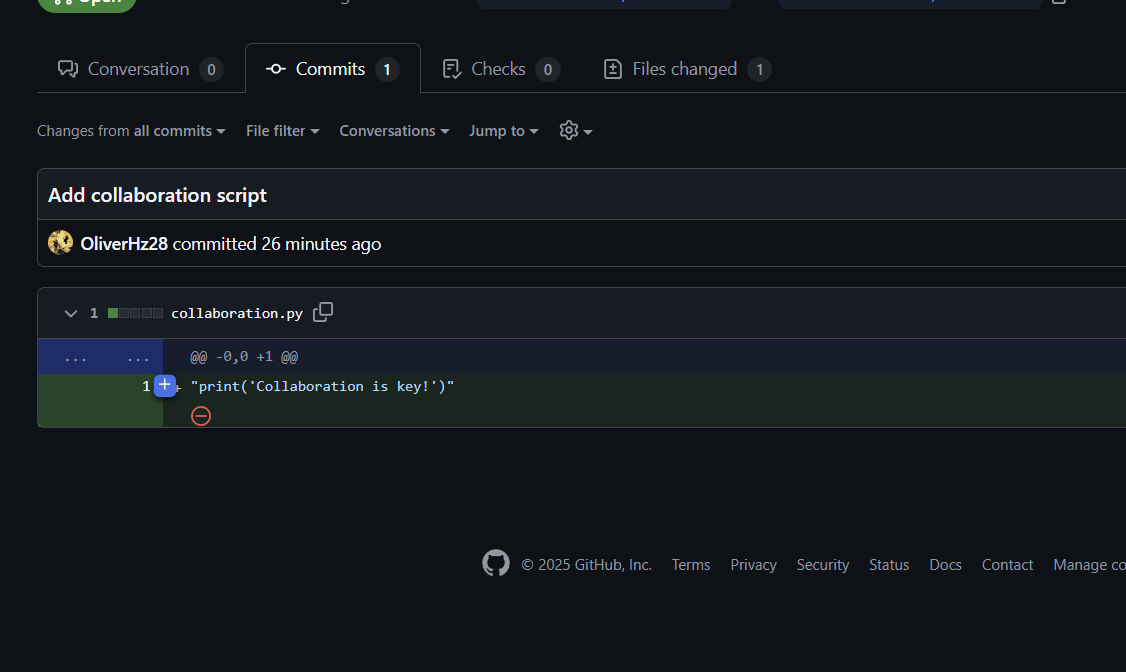 Open
Conversation 0 Commits 1 Checks 0 Files changed 1
Changes from all commits File filter Conversations Jump to
Add collaboration script
OliverHz28 committed 26 minutes ago
1 collaboration.py
... ... @@ -0,0 +1 @@
1 + "print('Collaboration is key!')"
© 2025 GitHub, Inc. Terms Privacy Security Status Docs Contact Manage